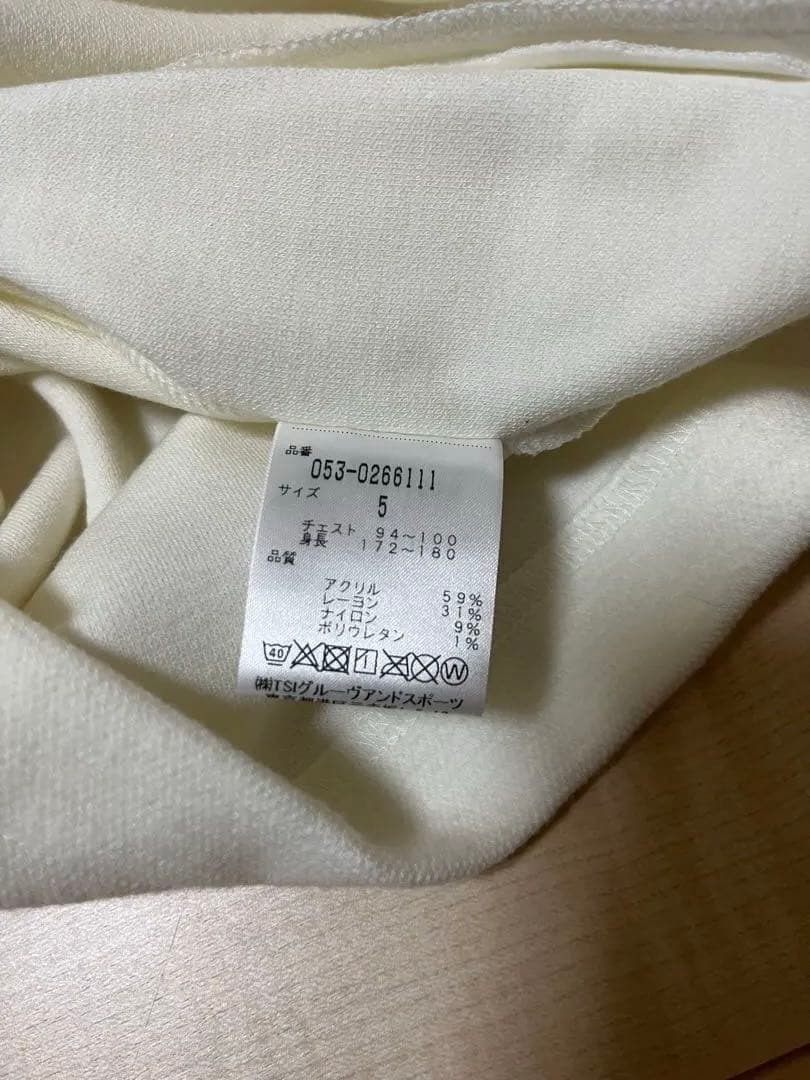 品番
053-0266111
サイズ
5
チェスト 94～100
身長 172～180
品質
アクリル 59%
レーヨン 31%
ナイロン 9%
ポリウレタン 1%
40 1 W
㈱TSIグルーヴアンドスポーツ